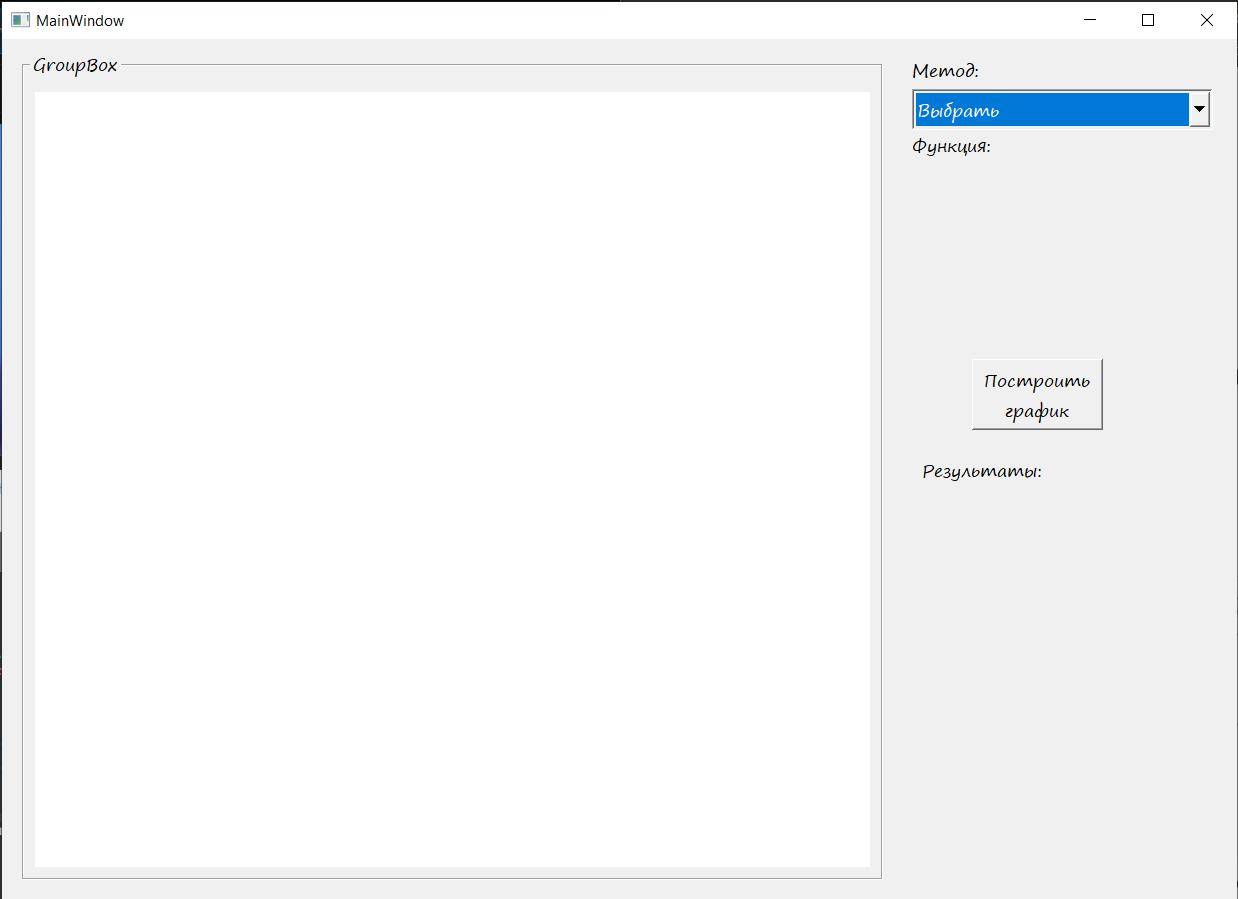 MainWindow
GroupBox
Метод:
Выбрать
Функция:
Построить
график
Результаты: